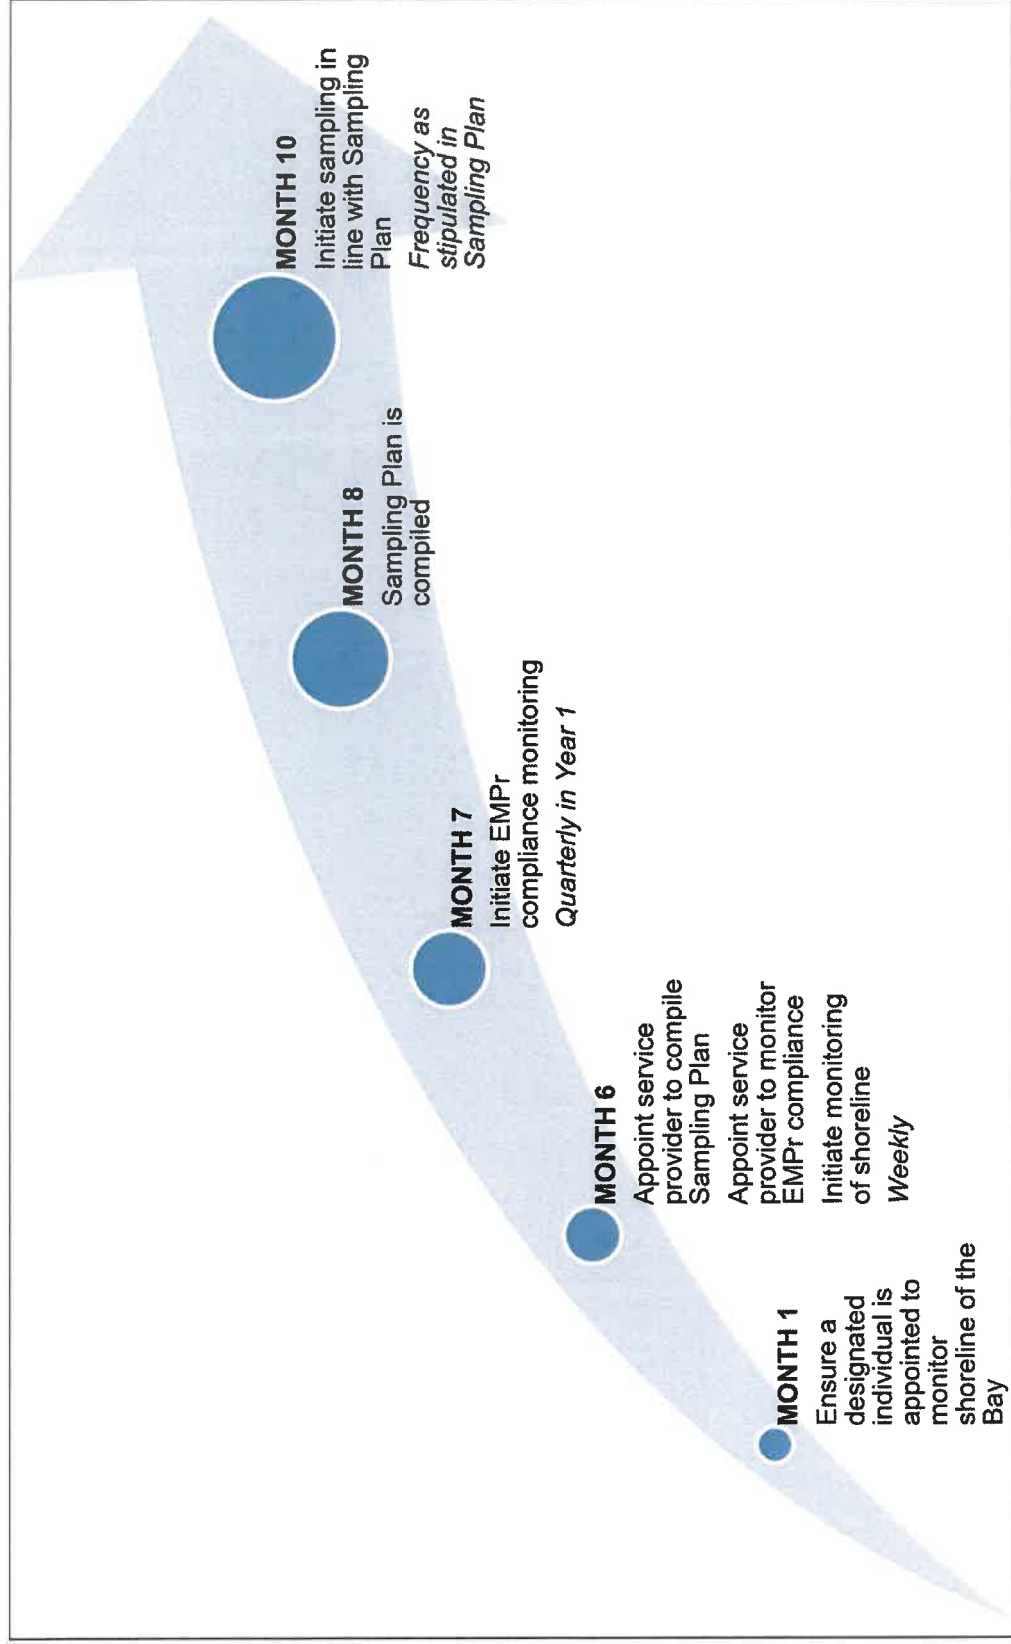 MONTH 1
Ensure a
designated
individual is
appointed to
monitor
shoreline of the
Bay
MONTH 6
Appoint service
provider to compile
Sampling Plan
Appoint service
provider to monitor
EMPr compliance
Initiate monitoring
of shoreline
Weekly
MONTH 7
Initiate EMPr
compliance monitoring
Quarterly in Year 1
MONTH 8
Sampling Plan is
compiled
MONTH 10
Initiate sampling in
line with Sampling
Plan
Frequency as
stipulated in
Sampling Plan